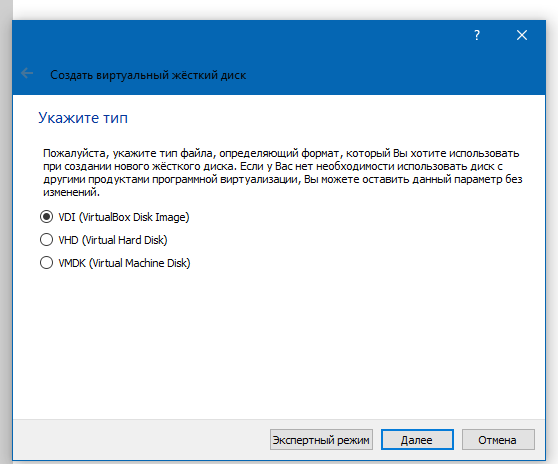 ?
Создать виртуальный жёсткий диск
Укажите тип
Пожалуйста, укажите тип файла, определяющий формат, который Вы хотите использовать
при создании нового жёсткого диска. Если у Вас нет необходимости использовать диск с
другими продуктами программной виртуализации, Вы можете оставить данный параметр без
изменений.
VDI (VirtualBox Disk Image)
VHD (Virtual Hard Disk)
VMDK (Virtual Machine Disk)
Экспертный режим Далее Отмена